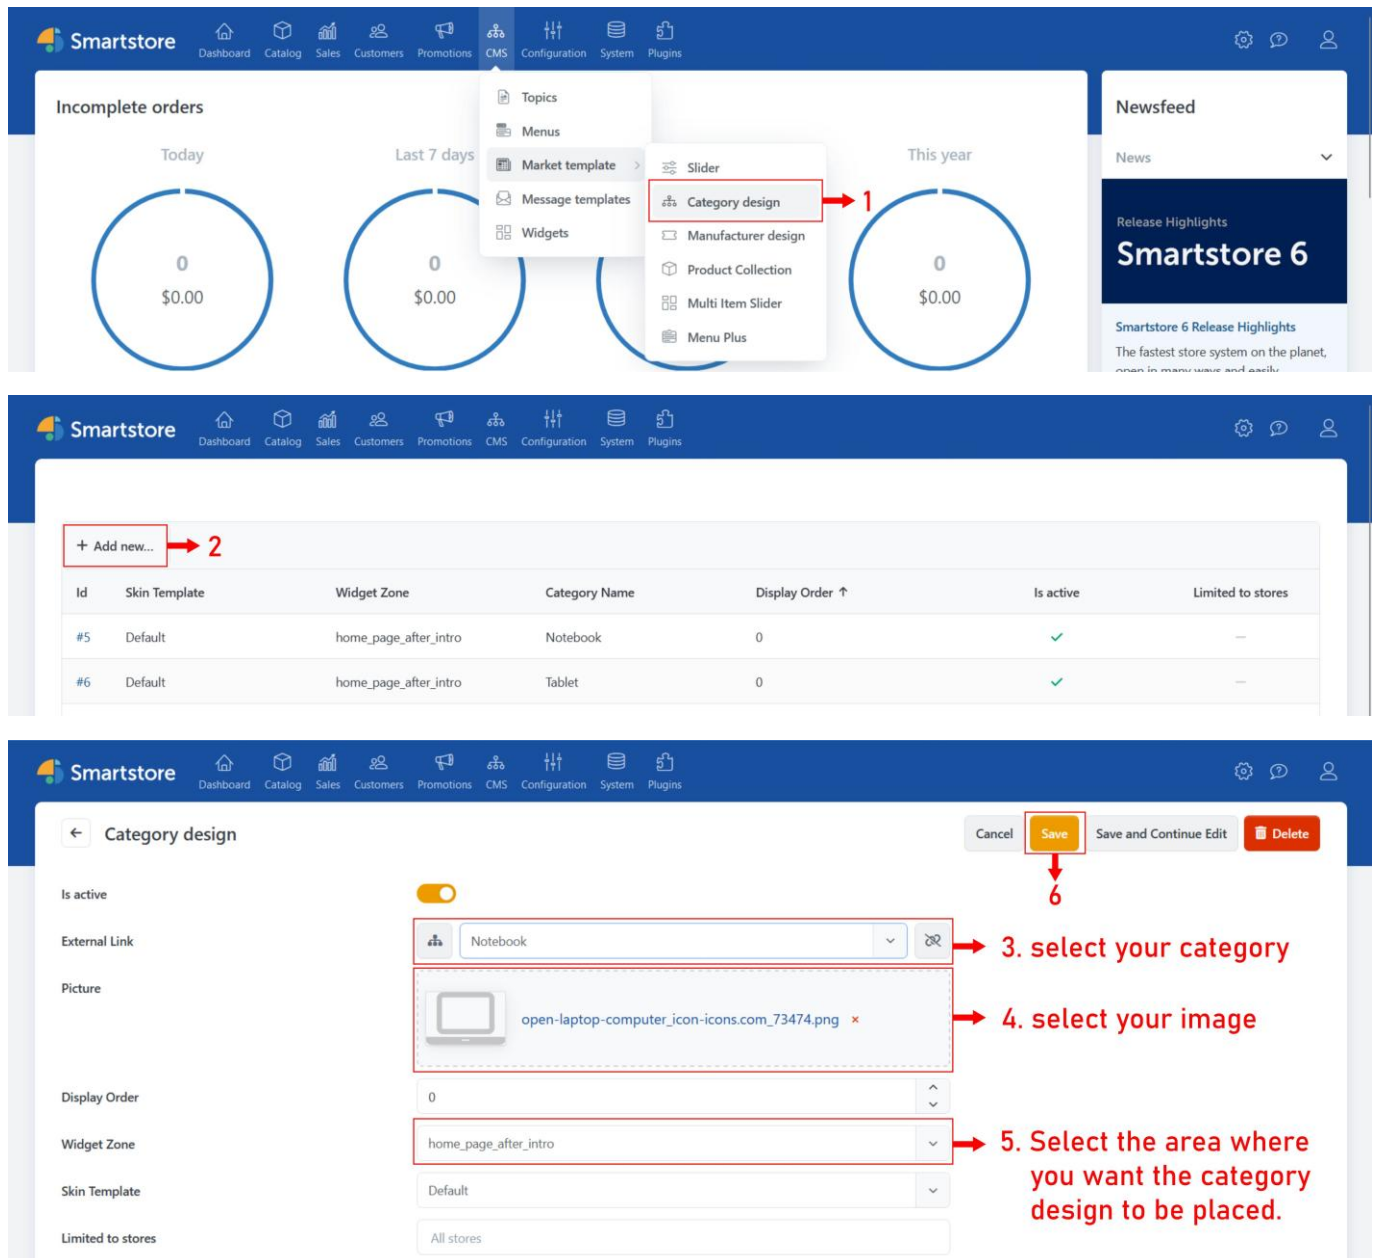 Smartstore
Dashboard Catalog Sales Customers Promotions CMS Configuration System Plugins
Incomplete orders
Today
0
$0.00
Last 7 days
0
$0.00
This year
0
$0.00
Topics
Menus
Market template
Message templates
Widgets
Slider
Category design
Manufacturer design
Product Collection
Multi Item Slider
Menu Plus
1
Newsfeed
News
Release Highlights
Smartstore 6
Smartstore 6 Release Highlights
The fastest store system on the planet,
open in many ways and easily
Smartstore
Dashboard Catalog Sales Customers Promotions CMS Configuration System Plugins
+ Add new...
2
Id Skin Template Widget Zone Category Name Display Order ↑ Is active Limited to stores
#5 Default home_page_after_intro Notebook 0 ✓ —
#6 Default home_page_after_intro Tablet 0 ✓ —
Smartstore
Dashboard Catalog Sales Customers Promotions CMS Configuration System Plugins
Category design
Cancel Save Save and Continue Edit Delete
6
Is active
External Link Notebook
3. select your category
Picture open-laptop-computer_icon-icons.com_73474.png ×
4. select your image
Display Order 0
Widget Zone home_page_after_intro
5. Select the area where
you want the category
design to be placed.
Skin Template Default
Limited to stores All stores